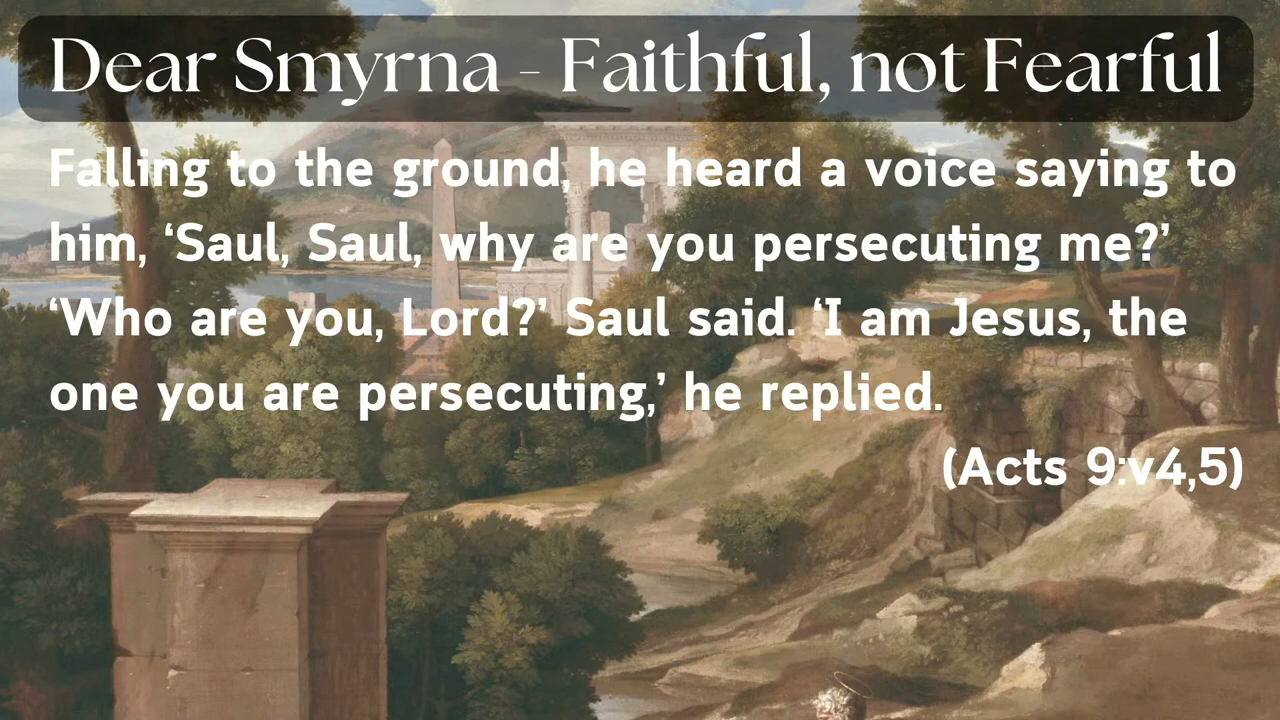 Dear Smyrna - Faithful, not Fearful
Falling to the ground, he heard a voice saying to
him, ‘Saul, Saul, why are you persecuting me?’
‘Who are you, Lord?’ Saul said. ‘I am Jesus, the
one you are persecuting,’ he replied.
(Acts 9:v4,5)